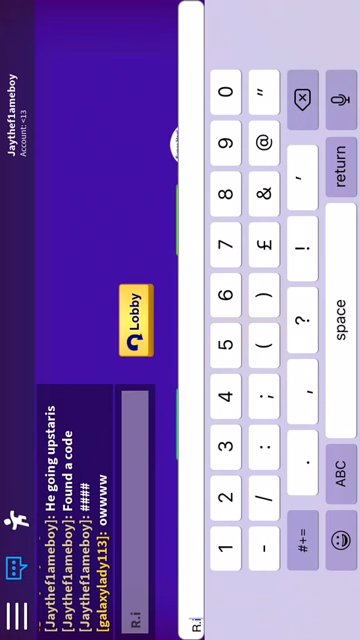 Jaythef1ameboy
Account: <13
[Jaythef1ameboy]: He going upstaris
[Jaythef1ameboy]: Found a code
[Jaythef1ameboy]: ####
[galaxylady113]: owwww
R.i
Lobby
R.i
1 2 3 4 5 6 7 8 9 0
- / : ; ( ) £ & @ "
#+= . , ? ! '
ABC space return